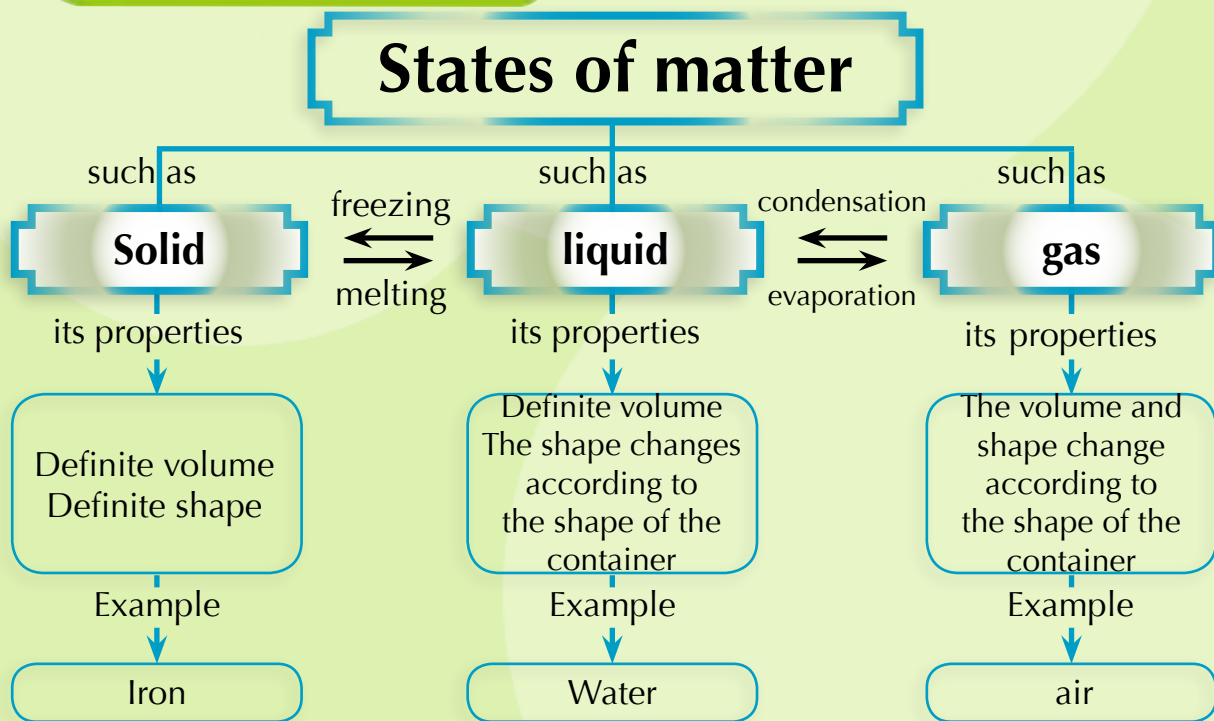 States of matter
such as
such as
such as
freezing
condensation
Solid
liquid
gas
melting
evaporation
its properties
its properties
its properties
Definite volume
Definite shape
Definite volume
The shape changes
according to
the shape of the
container
The volume and
shape change
according to
the shape of the
container
Example
Example
Example
Iron
Water
air